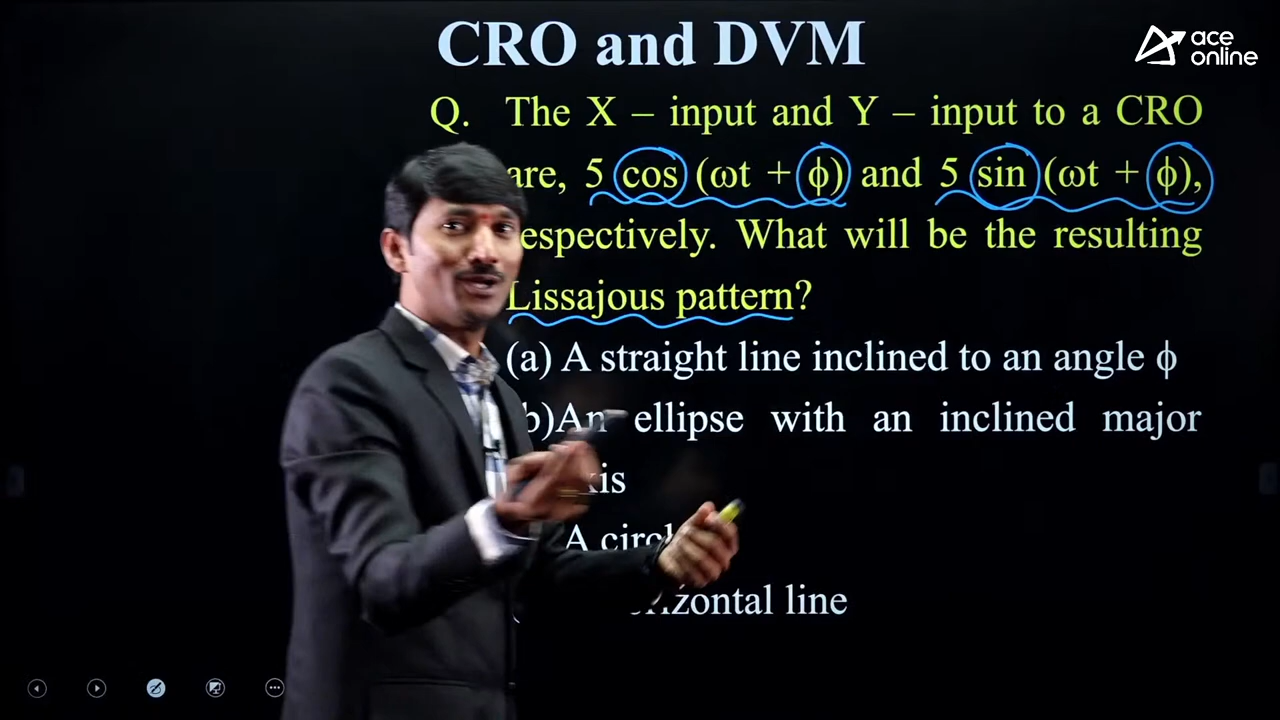 CRO and DVM
ace
online
Q. The X – input and Y – input to a CRO
are, 5 cos (ωt + ϕ) and 5 sin (ωt + ϕ),
respectively. What will be the resulting
Lissajous pattern?
(a) A straight line inclined to an angle ϕ
b)An ellipse with an inclined major
xis
A circl
rizontal line